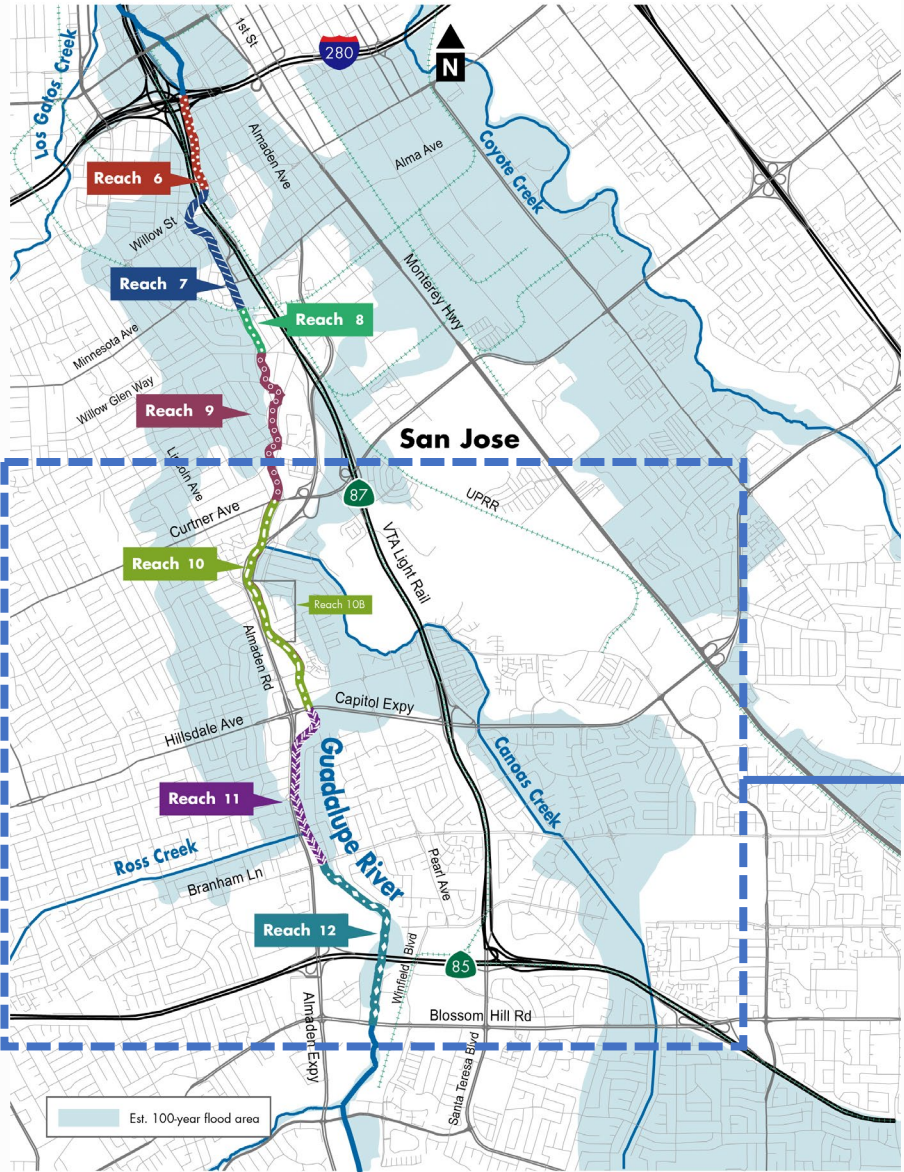 1st St
280
N
Los Gatos Creek
Almaden Ave
Alma Ave
Coyote Creek
Reach 6
Willow St
Reach 7
Monterey Hwy
Reach 8
Minnesota Ave
Willow Glen Way
Reach 9
San Jose
Lincoln Ave
87
UPRR
Curtner Ave
VTA Light Rail
Reach 10
Reach 10B
Almaden Rd
Capitol Expy
Hillsdale Ave
Guadalupe River
Canoas Creek
Reach 11
Ross Creek
Pearl Ave
Branham Ln
Reach 12
Winfield Blvd
85
Almaden Expy
Blossom Hill Rd
Santa Teresa Blvd
Est. 100-year flood area